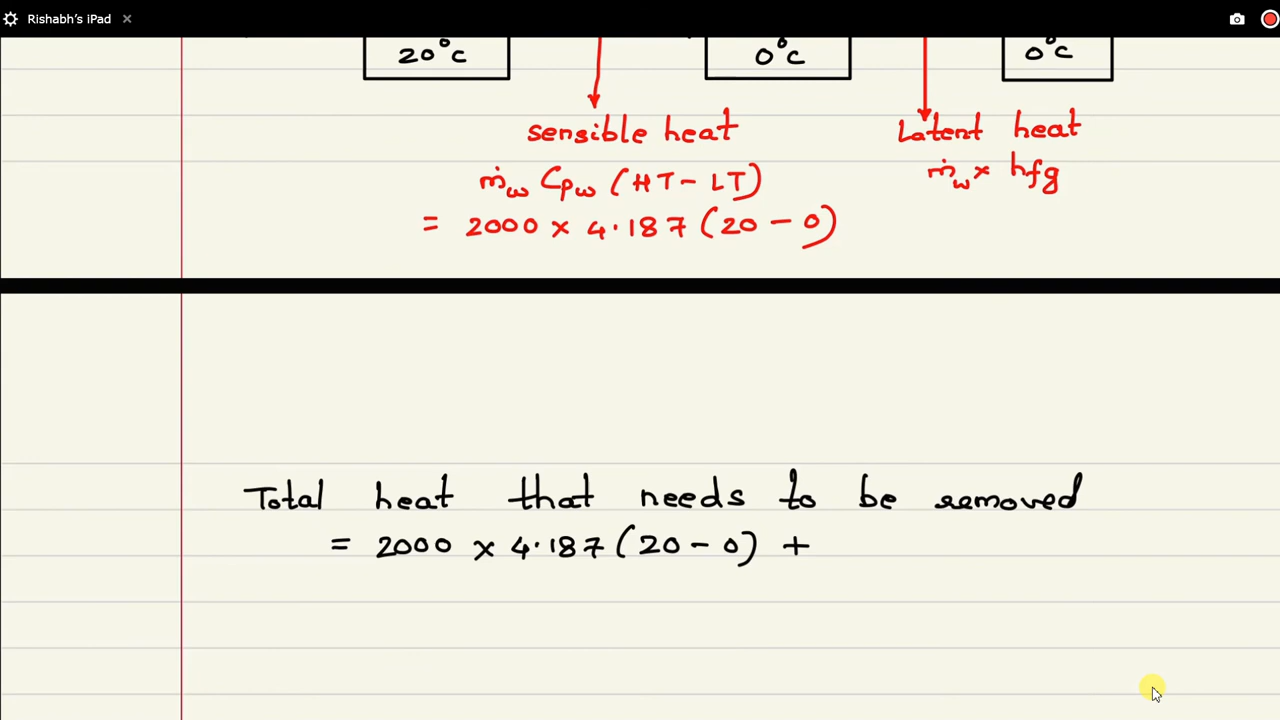 Rishabh's iPad
20°C 0°C 0°C
sensible heat Latent heat
ṁw Cpw (HT - LT) ṁw × hfg
= 2000 × 4.187 (20 - 0)
Total heat that needs to be removed
= 2000 × 4.187 (20 - 0) +